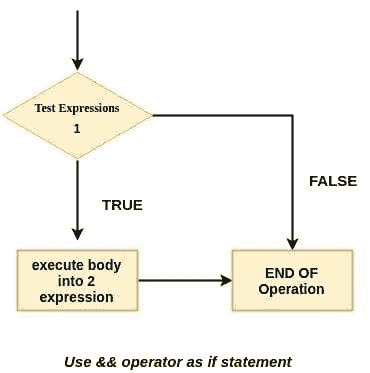 Test Expressions
1
FALSE
TRUE
execute body
into 2
expression
END OF
Operation
Use && operator as if statement